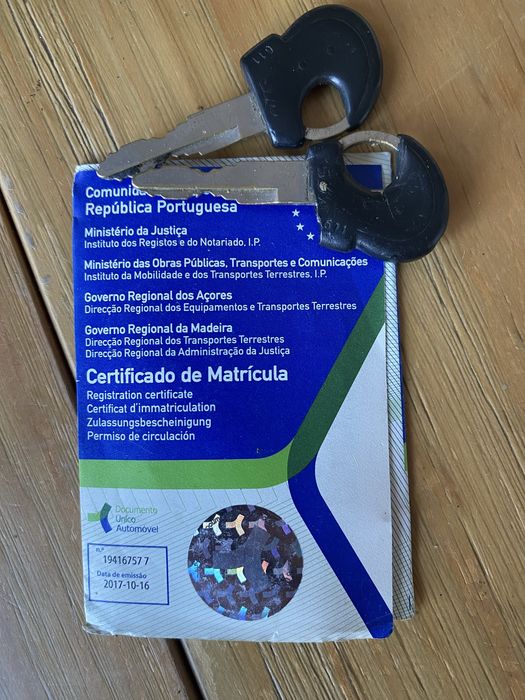 Comunida
República Portuguesa
Ministério da Justiça
Instituto dos Registos e do Notariado, I.P.
Ministério das Obras Públicas, Transportes e Comunicações
Instituto da Mobilidade e dos Transportes Terrestres, I.P.
Governo Regional dos Açores
Direcção Regional dos Equipamentos e Transportes Terrestres
Governo Regional da Madeira
Direcção Regional dos Transportes Terrestres
Direcção Regional da Administração da Justiça
Certificado de Matrícula
Registration certificate
Certificat d'immatriculation
Zulassungsbescheinigung
Permiso de circulación
Documento
Único
Automóvel
n.º
19416757 7
Data de emissão
2017-10-16